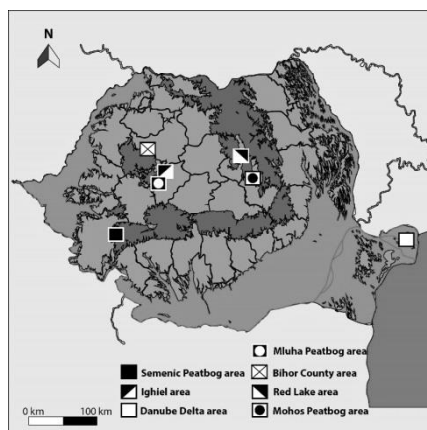 N
Mluha Peatbog area
Semenic Peatbog area
Bihor County area
Ighiel area
Red Lake area
Danube Delta area
Mohos Peatbog area
0 km 100 km